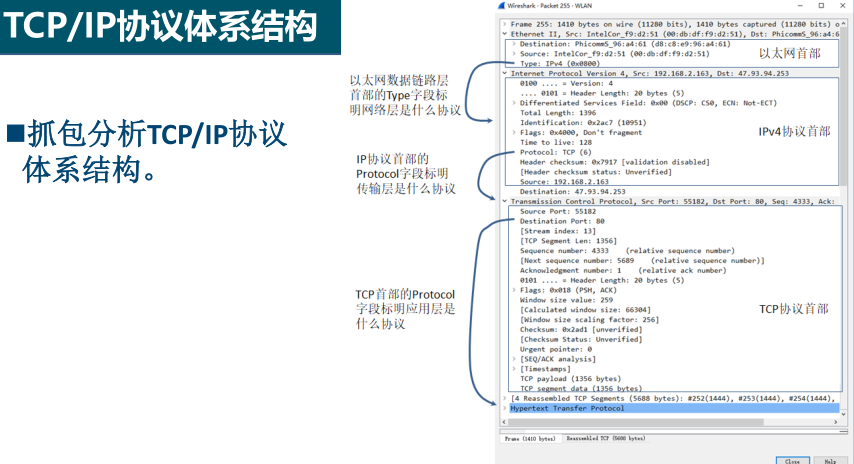 TCP/IP协议体系结构
■抓包分析TCP/IP协议
体系结构。
以太网数据链路层
首部的Type字段标
明网络层是什么协议
IP协议首部的
Protocol字段标明
传输层是什么协议
TCP首部的Protocol
字段标明应用层是
什么协议
Wireshark · Packet 255 · WLAN
Frame 255: 1410 bytes on wire (11280 bits), 1410 bytes captured (11280 bits) o
Ethernet II, Src: IntelCor_f9:d2:51 (00:db:df:f9:d2:51), Dst: PhicommS_96:a4:6
Destination: PhicommS_96:a4:61 (d8:c8:e9:96:a4:61)
Source: IntelCor_f9:d2:51 (00:db:df:f9:d2:51)
Type: IPv4 (0x0800)
以太网首部
Internet Protocol Version 4, Src: 192.168.2.163, Dst: 47.93.94.253
0100 .... = Version: 4
.... 0101 = Header Length: 20 bytes (5)
Differentiated Services Field: 0x00 (DSCP: CS0, ECN: Not-ECT)
Total Length: 1396
Identification: 0x2ac7 (10951)
Flags: 0x4000, Don't fragment
Time to live: 128
Protocol: TCP (6)
Header checksum: 0x7917 [validation disabled]
[Header checksum status: Unverified]
Source: 192.168.2.163
Destination: 47.93.94.253
IPv4协议首部
Transmission Control Protocol, Src Port: 55182, Dst Port: 80, Seq: 4333, Ack:
Source Port: 55182
Destination Port: 80
[Stream index: 13]
[TCP Segment Len: 1356]
Sequence number: 4333 (relative sequence number)
[Next sequence number: 5689 (relative sequence number)]
Acknowledgment number: 1 (relative ack number)
0101 .... = Header Length: 20 bytes (5)
Flags: 0x018 (PSH, ACK)
Window size value: 259
[Calculated window size: 66304]
[Window size scaling factor: 256]
Checksum: 0x2ad1 [unverified]
[Checksum Status: Unverified]
Urgent pointer: 0
[SEQ/ACK analysis]
[Timestamps]
TCP payload (1356 bytes)
TCP segment data (1356 bytes)
TCP协议首部
[4 Reassembled TCP Segments (5688 bytes): #252(1444), #253(1444), #254(1444),
Hypertext Transfer Protocol
Frame (1410 bytes) Reassembled TCP (5688 bytes)
Close Help